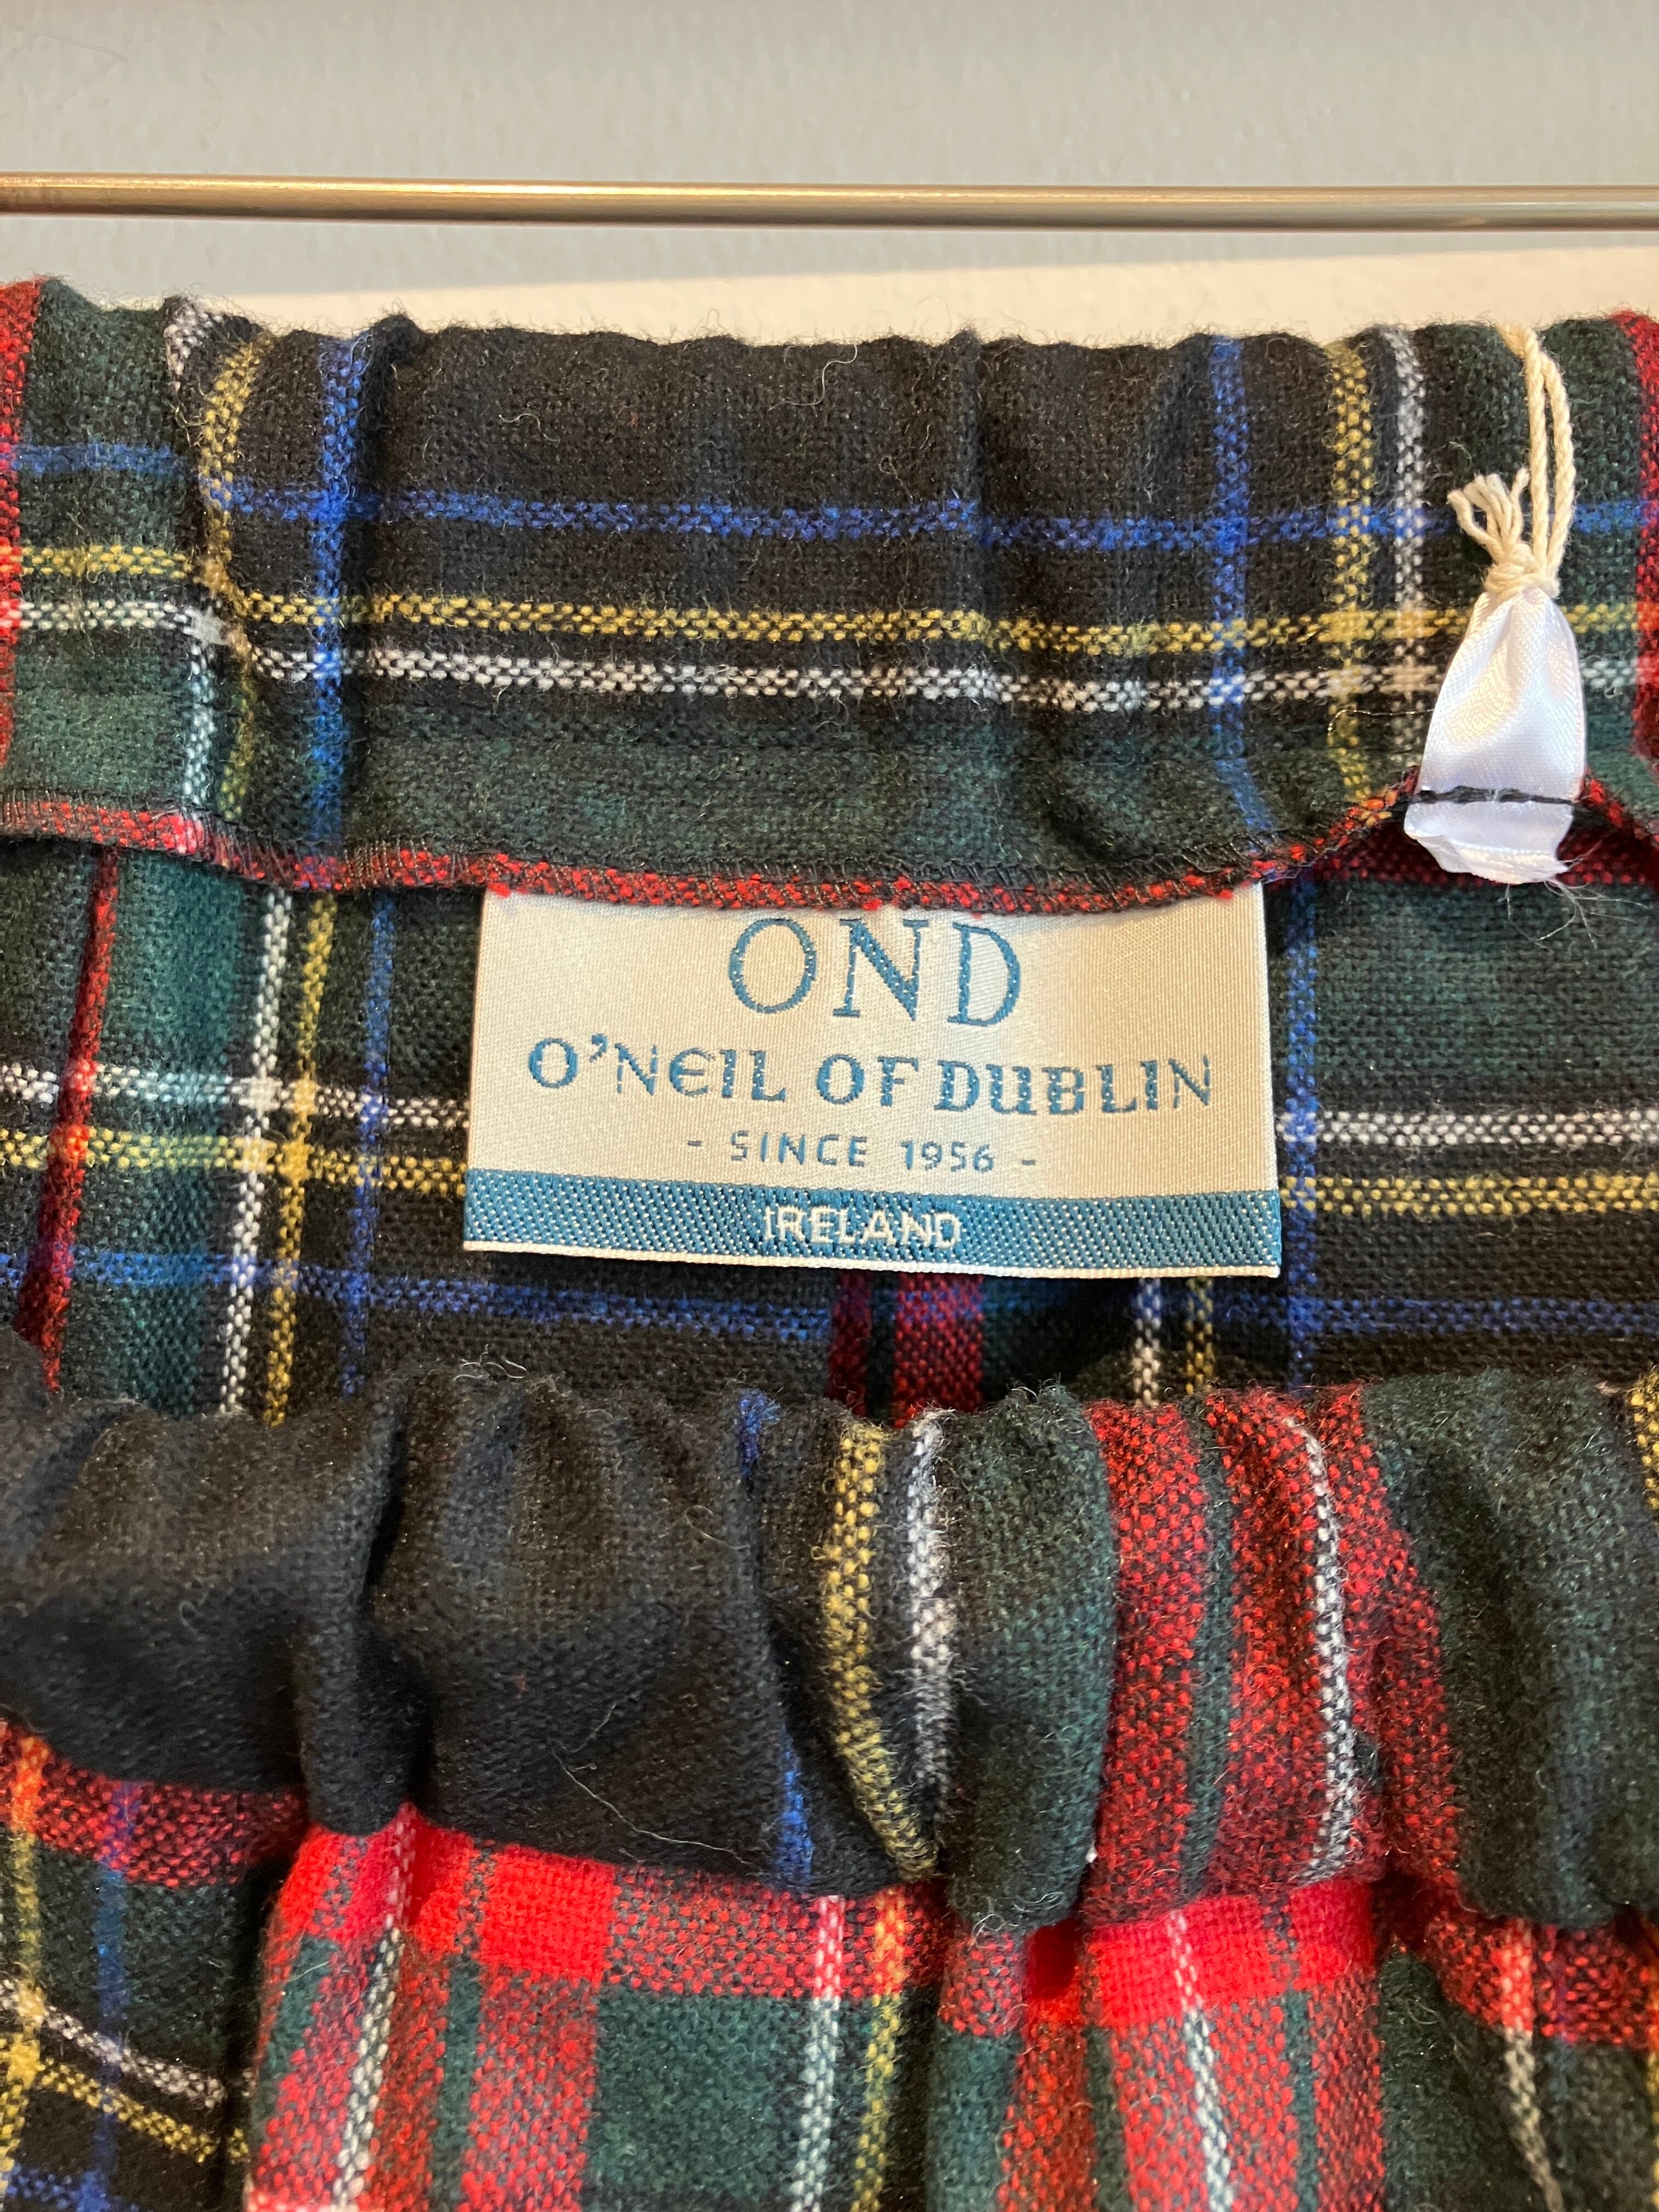 OND
O'NEIL OF DUBLIN
- SINCE 1956 -
IRELAND